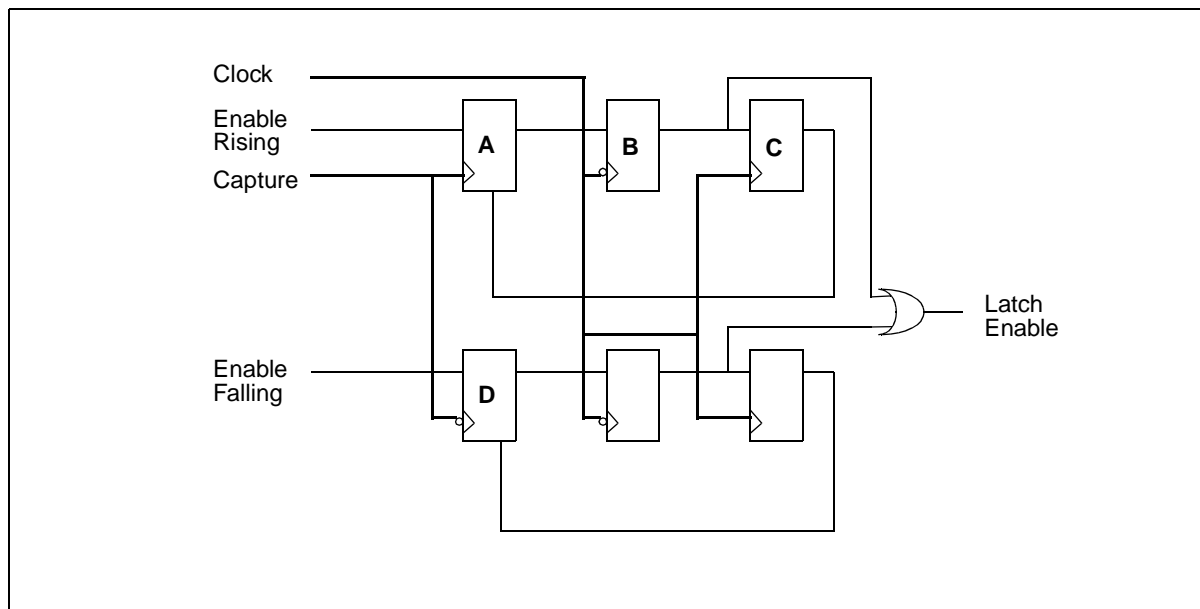 Clock
Enable
Rising
A
B
C
Capture
Latch
Enable
Enable
Falling
D